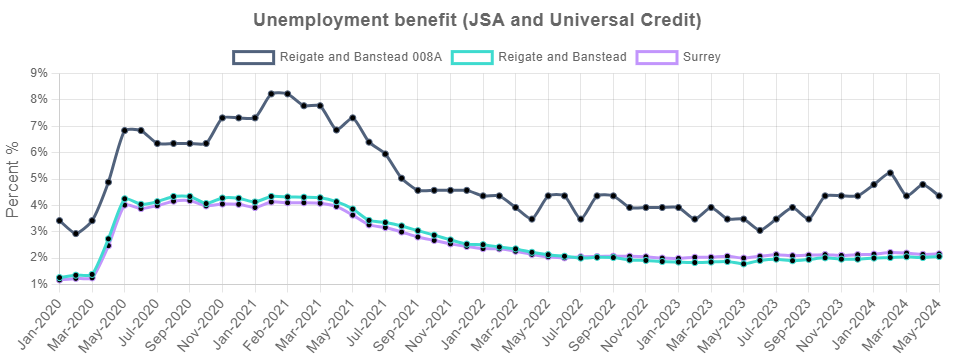 Unemployment benefit (JSA and Universal Credit)
Reigate and Banstead 008A Reigate and Banstead Surrey
Percent %
9%
8%
7%
6%
5%
4%
3%
2%
1%
Jan-2020
Mar-2020
May-2020
Jul-2020
Sep-2020
Nov-2020
Jan-2021
Feb-2021
May-2021
Jul-2021
Sep-2021
Nov-2021
Jan-2022
Mar-2022
May-2022
Jul-2022
Sep-2022
Nov-2022
Jan-2023
Mar-2023
May-2023
Jul-2023
Sep-2023
Nov-2023
Jan-2024
Mar-2024
May-2024